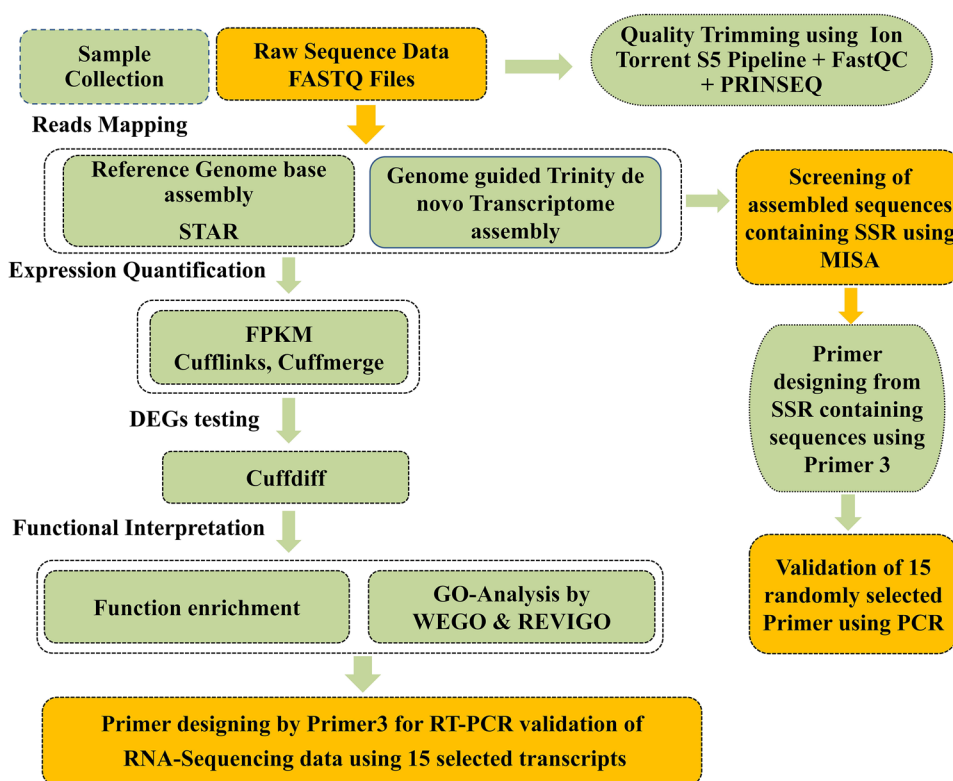 Sample
Collection
Raw Sequence Data
FASTQ Files
Quality Trimming using Ion
Torrent S5 Pipeline + FastQC
+ PRINSEQ
Reads Mapping
Reference Genome base
assembly
STAR
Genome guided Trinity de
novo Transcriptome
assembly
Screening of
assembled sequences
containing SSR using
MISA
Expression Quantification
FPKM
Cufflinks, Cuffmerge
Primer
designing from
SSR containing
sequences using
Primer 3
DEGs testing
Cuffdiff
Functional Interpretation
Function enrichment
GO-Analysis by
WEGO & REVIGO
Validation of 15
randomly selected
Primer using PCR
Primer designing by Primer3 for RT-PCR validation of
RNA-Sequencing data using 15 selected transcripts